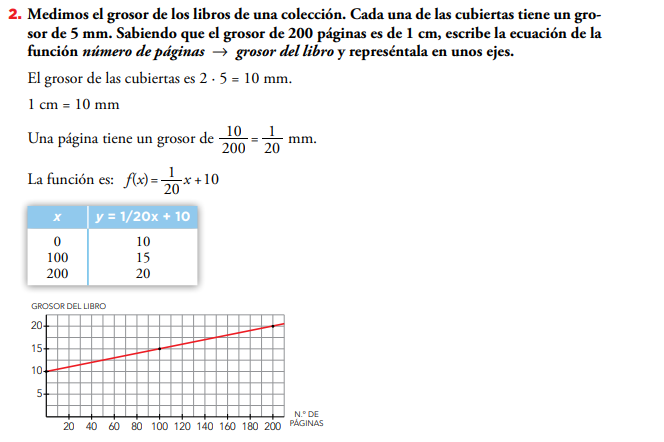 2. Medimos el grosor de los libros de una colección. Cada una de las cubiertas tiene un gro-
sor de 5 mm. Sabiendo que el grosor de 200 páginas es de 1 cm, escribe la ecuación de la
función número de páginas → grosor del libro y represéntala en unos ejes.
El grosor de las cubiertas es 2 · 5 = 10 mm.
1 cm = 10 mm
Una página tiene un grosor de 10/200 = 1/20 mm.
La función es: f(x) = 1/20 x + 10
x y = 1/20x + 10
0 10
100 15
200 20
GROSOR DEL LIBRO
20
15
10
5
20 40 60 80 100 120 140 160 180 200
N.º DE
PÁGINAS